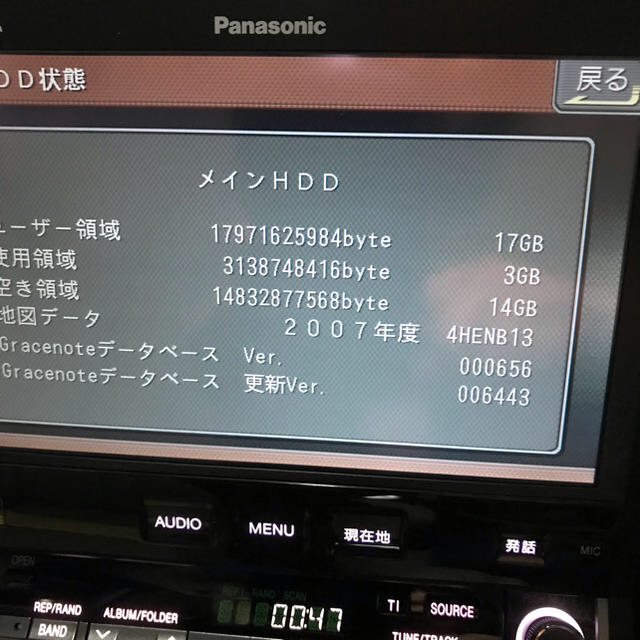 Panasonic
DD状態
戻る
メインHDD
ユーザー領域 17971625984byte 17GB
使用領域 3138748416byte 3GB
空き領域 14832877568byte 14GB
地図データ 2007年度 4HENB13
Gracenoteデータベース Ver. 000656
Gracenoteデータベース 更新Ver. 006443
AUDIO MENU 現在地 発話 MIC
OPEN
RAND SCAN
REP/RAND ALBUM/FOLDER 00:47 TI SOURCE
BAND TUNE/TRACK